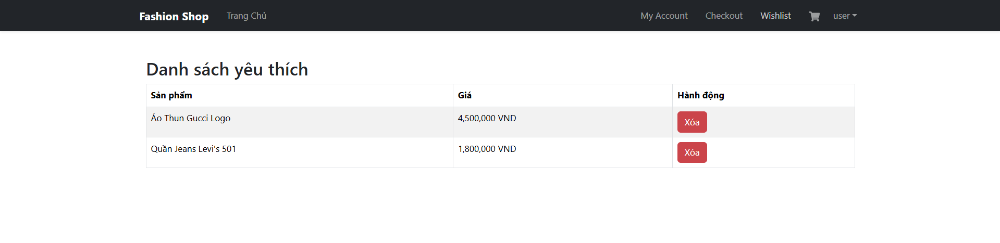 Fashion Shop Trang Chủ My Account Checkout Wishlist user
Danh sách yêu thích
Sản phẩm Giá Hành động
Áo Thun Gucci Logo 4,500,000 VND Xóa
Quần Jeans Levi's 501 1,800,000 VND Xóa